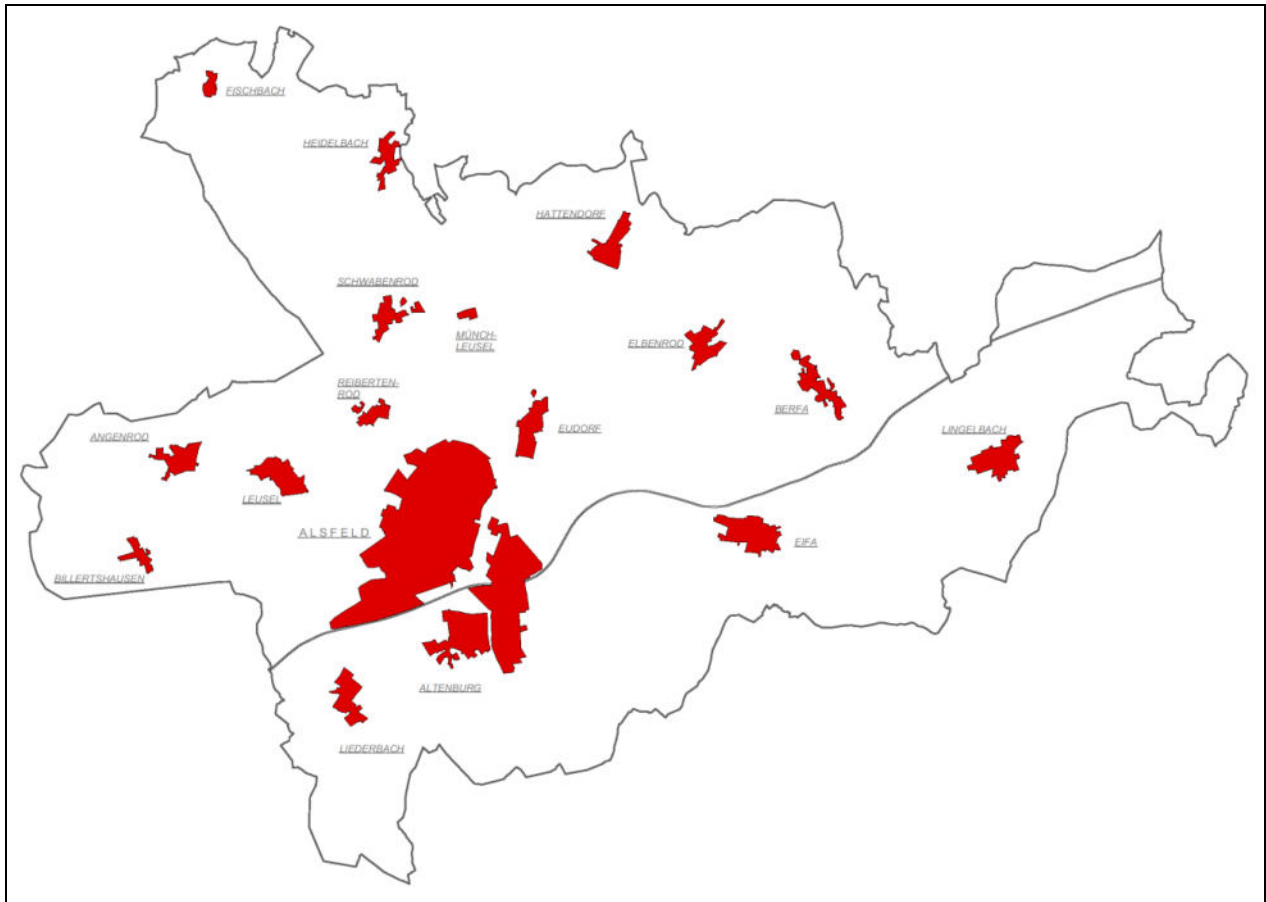 FISCHBACH
HEIDELBACH
HATTENDORF
SCHWABENROD
MÜNCH-
LEUSEL
ELBENROD
REIBERTEN-
ROD
BERFA
ANGENROD
EUDORF
LINGELBACH
LEUSEL
ALSFELD
EIFA
BILLERTSHAUSEN
ALTENBURG
LIEDERBACH